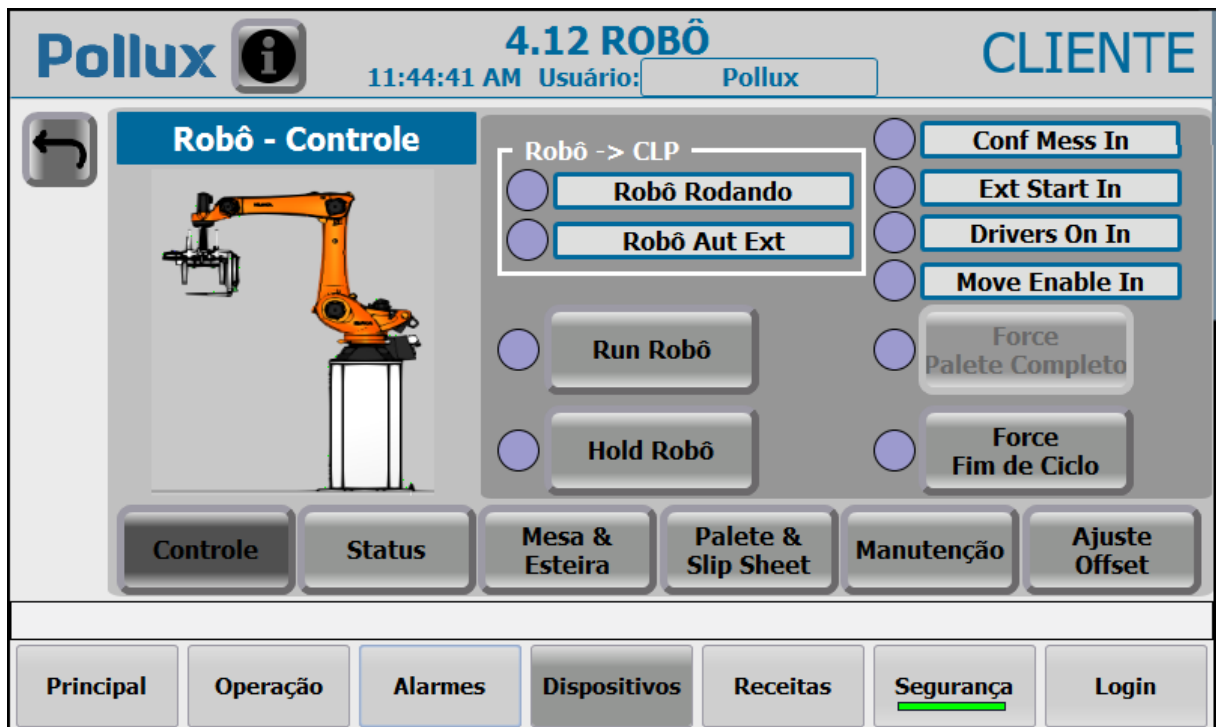 Pollux
4.12 ROBÔ
11:44:41 AM Usuário: Pollux
CLIENTE
Robô - Controle
Robô -> CLP
Robô Rodando
Robô Aut Ext
Conf Mess In
Ext Start In
Drivers On In
Move Enable In
Run Robô
Force
Palete Completo
Hold Robô
Force
Fim de Ciclo
Controle
Status
Mesa &
Esteira
Palete &
Slip Sheet
Manutenção
Ajuste
Offset
Principal
Operação
Alarmes
Dispositivos
Receitas
Segurança
Login